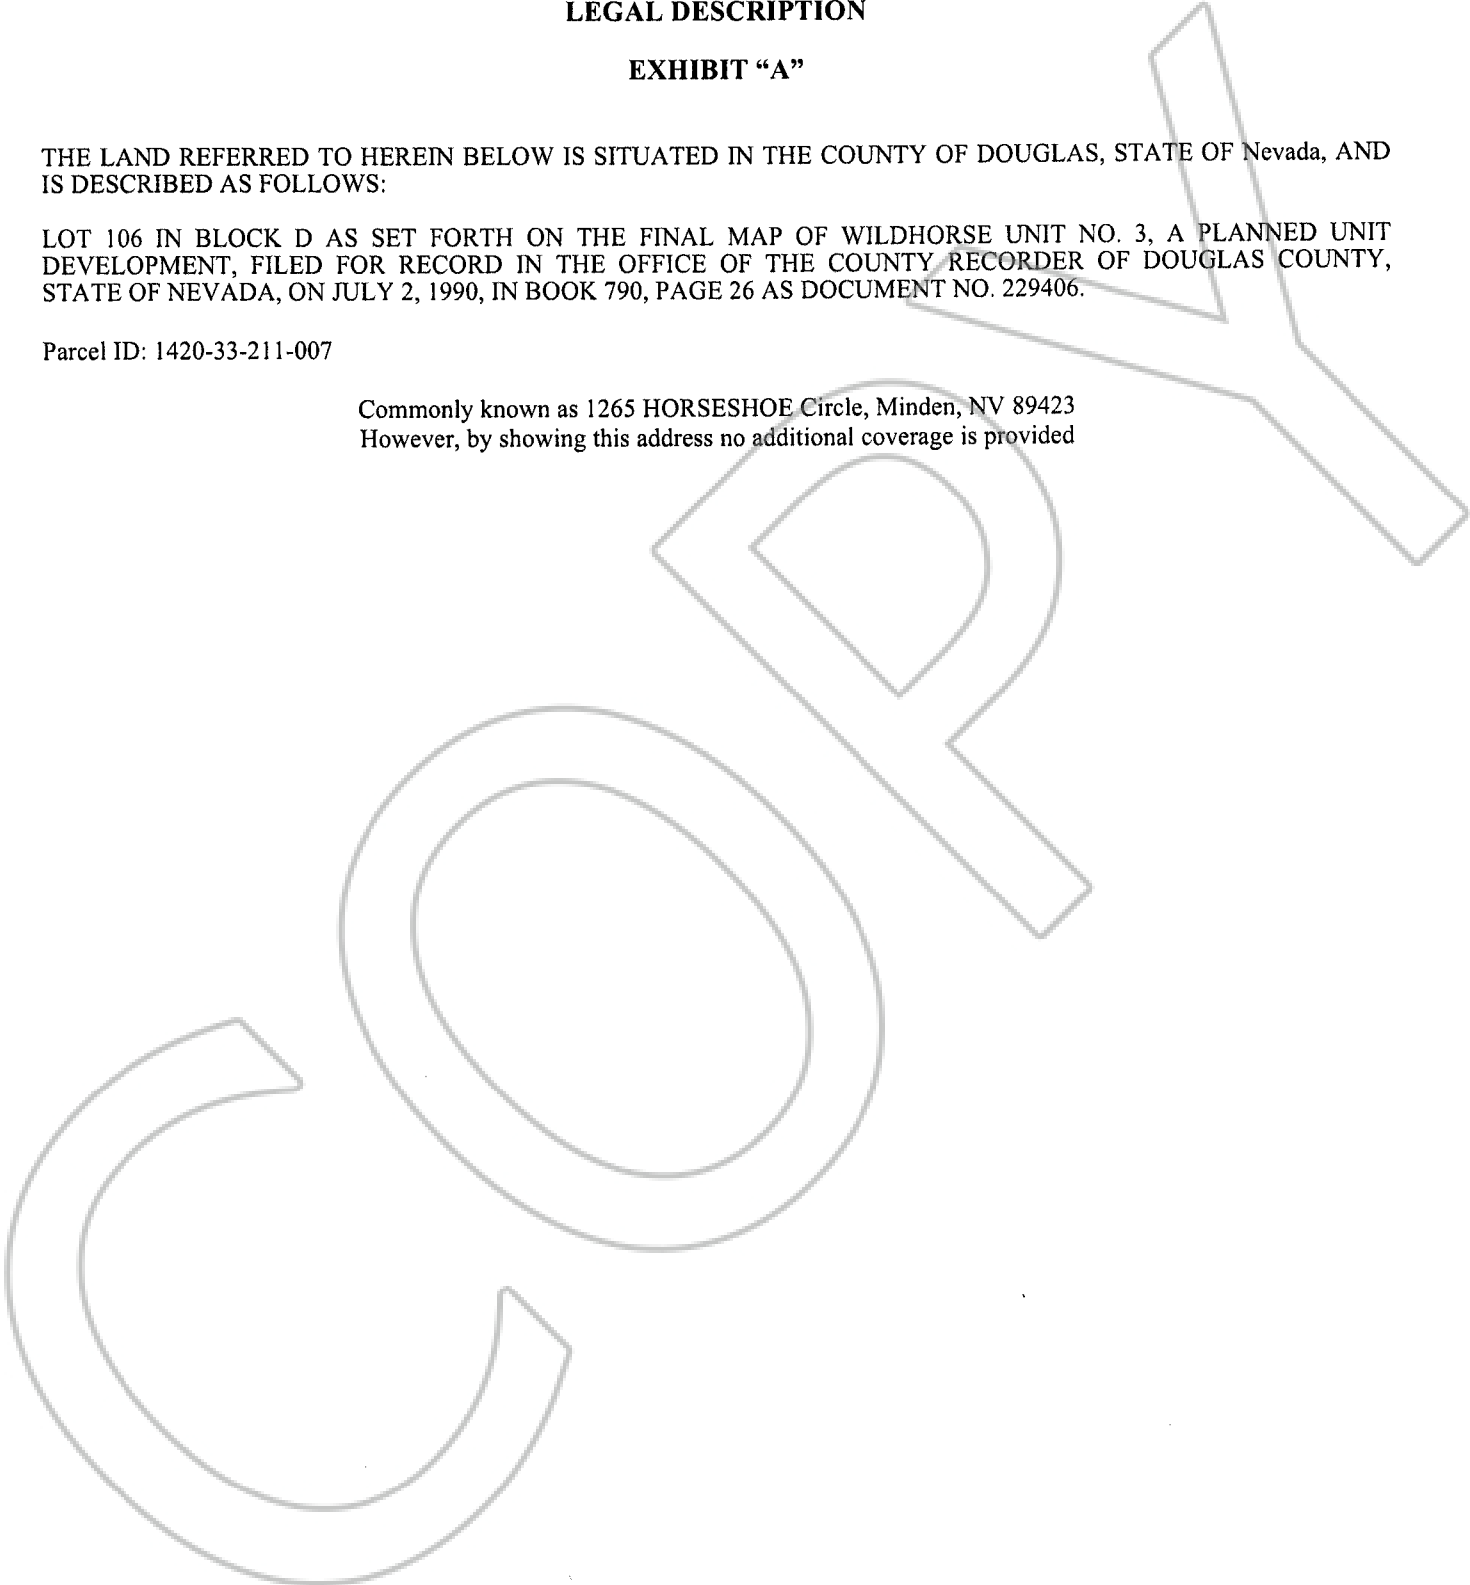 LEGAL DESCRIPTION
EXHIBIT “A”
THE LAND REFERRED TO HEREIN BELOW IS SITUATED IN THE COUNTY OF DOUGLAS, STATE OF Nevada, AND
IS DESCRIBED AS FOLLOWS:
LOT 106 IN BLOCK D AS SET FORTH ON THE FINAL MAP OF WILDHORSE UNIT NO. 3, A PLANNED UNIT
DEVELOPMENT, FILED FOR RECORD IN THE OFFICE OF THE COUNTY RECORDER OF DOUGLAS COUNTY,
STATE OF NEVADA, ON JULY 2, 1990, IN BOOK 790, PAGE 26 AS DOCUMENT NO. 229406.
Parcel ID: 1420-33-211-007
Commonly known as 1265 HORSESHOE Circle, Minden, NV 89423
However, by showing this address no additional coverage is provided
COPY